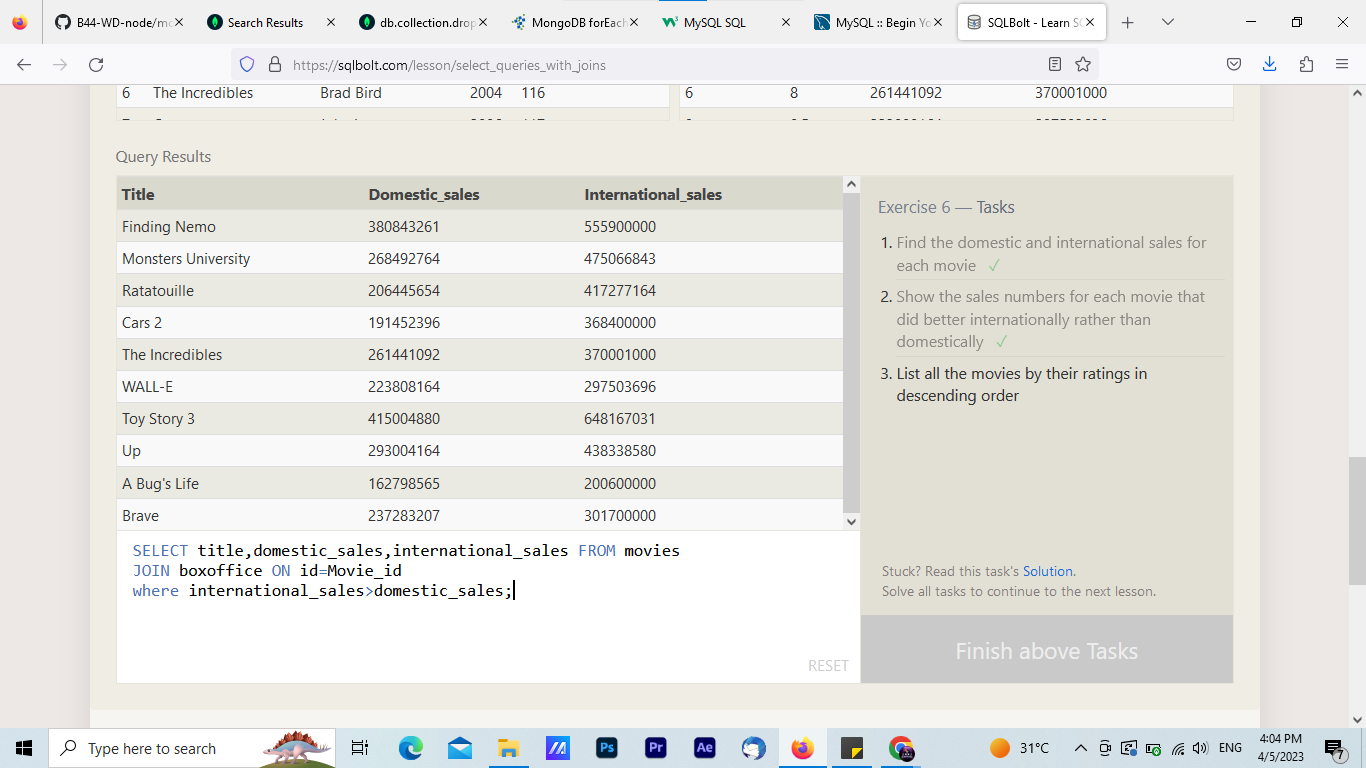 B44-WD-node/mo
Search Results
db.collection.drop
MongoDB forEach
MySQL SQL
MySQL :: Begin Yo
SQLBolt - Learn SQ
https://sqlbolt.com/lesson/select_queries_with_joins
6 The Incredibles Brad Bird 2004 116
6 8 261441092 370001000
Query Results
Title Domestic_sales International_sales
Finding Nemo 380843261 555900000
Monsters University 268492764 475066843
Ratatouille 206445654 417277164
Cars 2 191452396 368400000
The Incredibles 261441092 370001000
WALL-E 223808164 297503696
Toy Story 3 415004880 648167031
Up 293004164 438338580
A Bug's Life 162798565 200600000
Brave 237283207 301700000
SELECT title,domestic_sales,international_sales FROM movies
JOIN boxoffice ON id=Movie_id
where international_sales>domestic_sales;
RESET
Exercise 6 — Tasks
1. Find the domestic and international sales for
each movie ✓
2. Show the sales numbers for each movie that
did better internationally rather than
domestically ✓
3. List all the movies by their ratings in
descending order
Stuck? Read this task's Solution.
Solve all tasks to continue to the next lesson.
Finish above Tasks
Type here to search
Ps
Pr
Ae
31°C
ENG
4:04 PM
4/5/2023
7